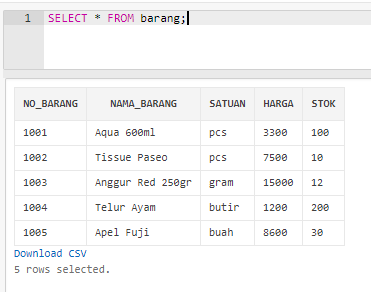 1 SELECT * FROM barang;
NO_BARANG NAMA_BARANG SATUAN HARGA STOK
1001 Aqua 600ml pcs 3300 100
1002 Tissue Paseo pcs 7500 10
1003 Anggur Red 250gr gram 15000 12
1004 Telur Ayam butir 1200 200
1005 Apel Fuji buah 8600 30
Download CSV
5 rows selected.